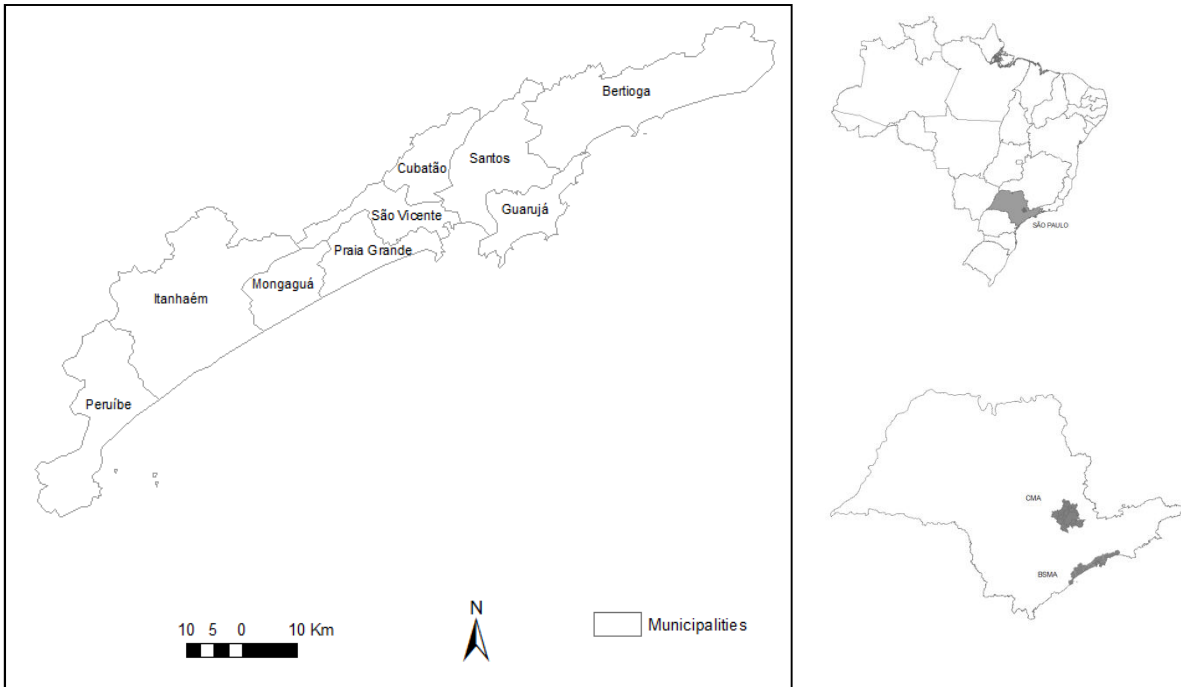 Bertioga
Cubatão
Santos
São Vicente
Guarujá
Praia Grande
Mongaguá
Itanhaém
Peruíbe
10 5 0 10 Km
N
Municipalities
SÃO PAULO
CMA
BSMA